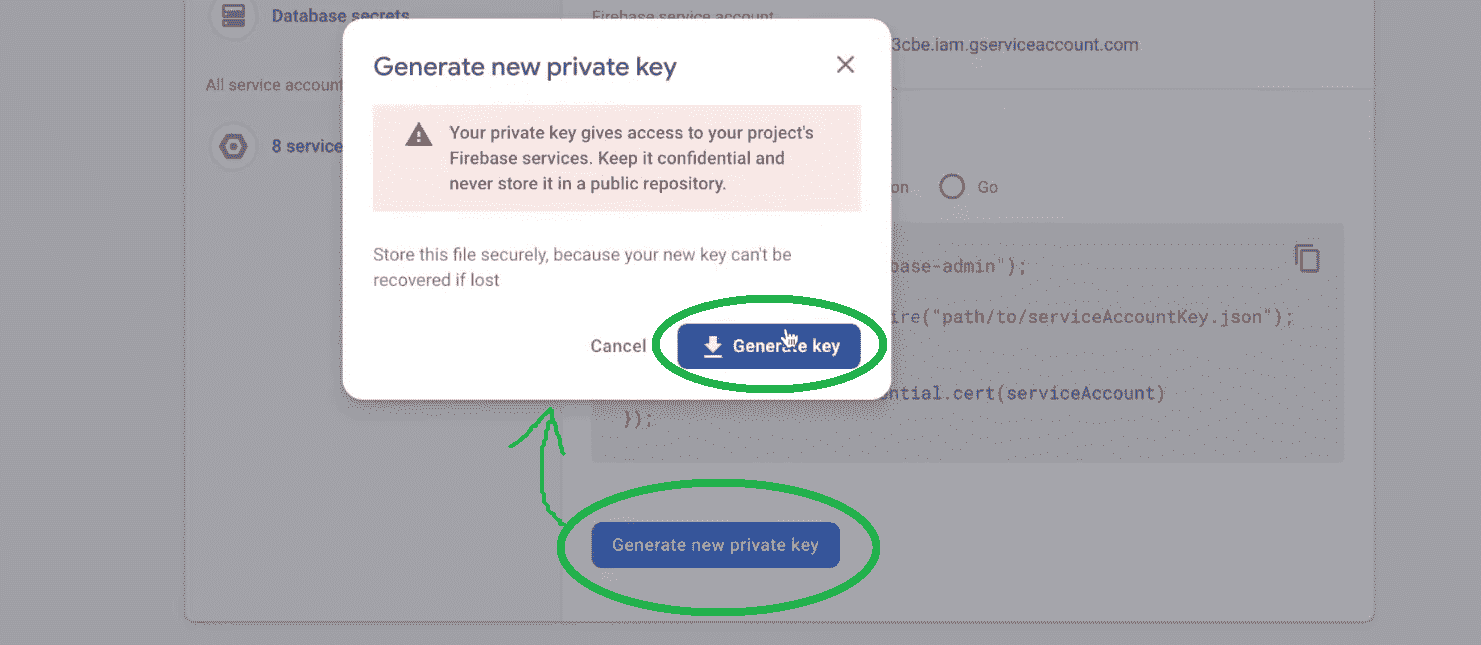 Database secrets
Firebase service account
3cbe.iam.gserviceaccount.com
All service account
8 service
Generate new private key
Your private key gives access to your project's
Firebase services. Keep it confidential and
never store it in a public repository.
Store this file securely, because your new key can't be
recovered if lost
Cancel
Generate key
on
Go
base-admin");
ire("path/to/serviceAccountKey.json");
ntial.cert(serviceAccount)
});
Generate new private key